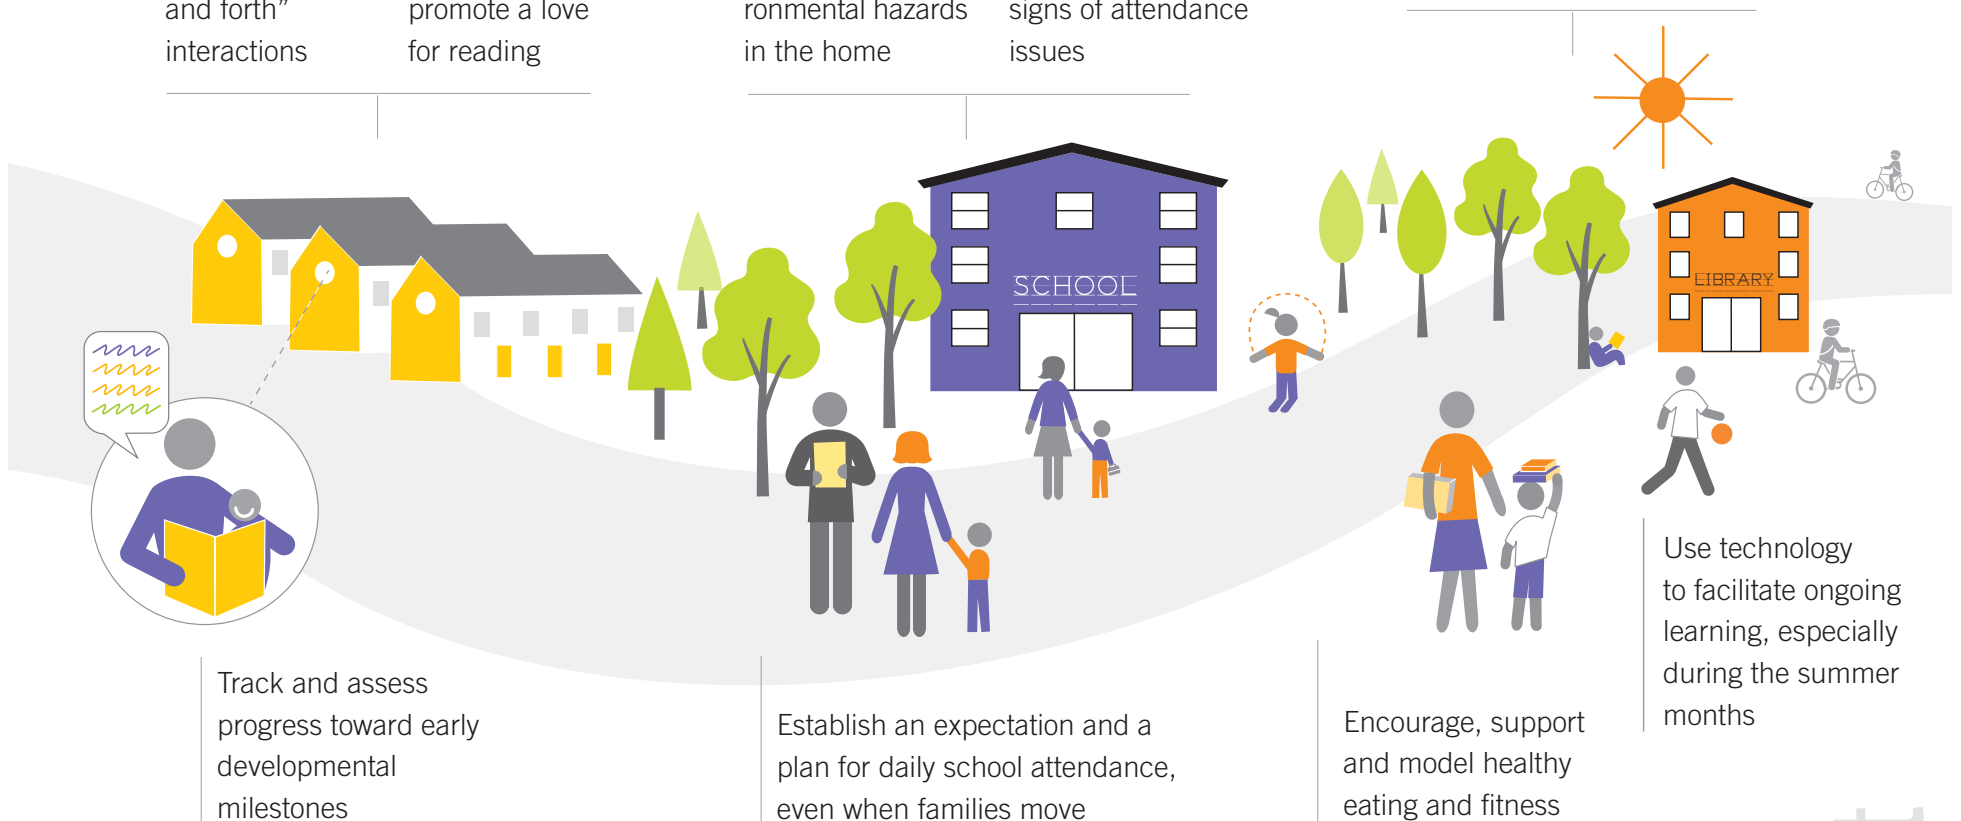 and forth”
interactions
promote a love
for reading
ronmental hazards
in the home
signs of attendance
issues
SCHOOL
LIBRARY
Track and assess
progress toward early
developmental
milestones
Establish an expectation and a
plan for daily school attendance,
even when families move
Encourage, support
and model healthy
eating and fitness
Use technology
to facilitate ongoing
learning, especially
during the summer
months